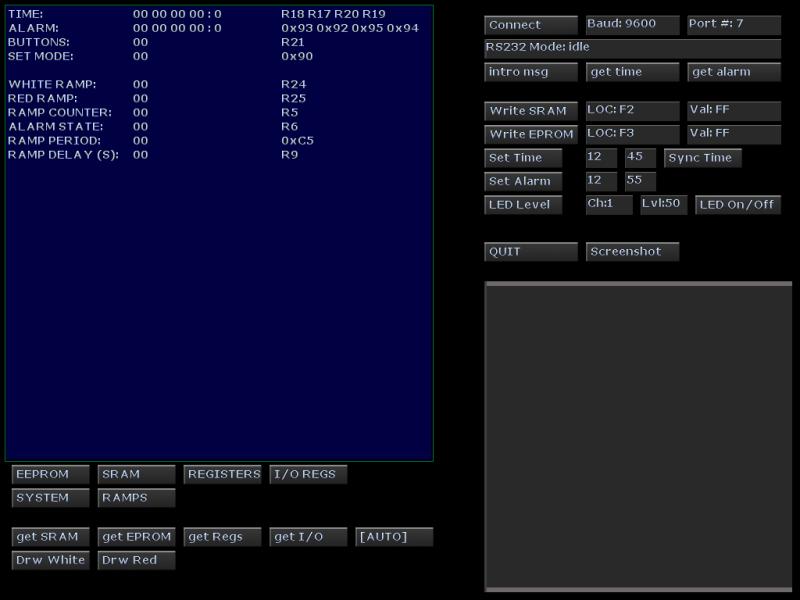 TIME: 00 00 00 00 : 0 R18 R17 R20 R19
ALARM: 00 00 00 00 : 0 0x93 0x92 0x95 0x94
BUTTONS: 00 R21
SET MODE: 00 0x90
WHITE RAMP: 00 R24
RED RAMP: 00 R25
RAMP COUNTER: 00 R5
ALARM STATE: 00 R6
RAMP PERIOD: 00 0xC5
RAMP DELAY (S): 00 R9
EEPROM SRAM REGISTERS I/O REGS
SYSTEM RAMPS
get SRAM get EPROM get Regs get I/O [AUTO]
Drw White Drw Red
Connect Baud: 9600 Port #: 7
RS232 Mode: idle
intro msg get time get alarm
Write SRAM LOC: F2 Val: FF
Write EPROM LOC: F3 Val: FF
Set Time 12 45 Sync Time
Set Alarm 12 55
LED Level Ch:1 Lvl:50 LED On/Off
QUIT Screenshot